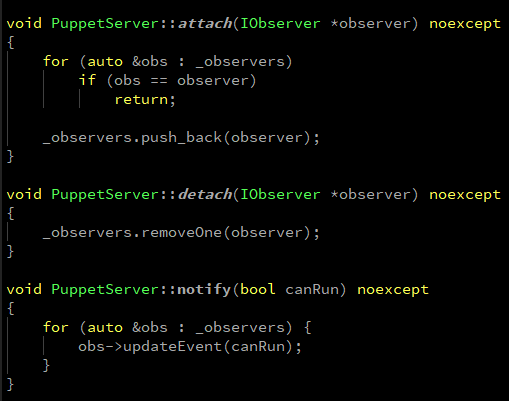 void PuppetServer::attach(IObserver *observer) noexcept
{
    for (auto &obs : _observers)
        if (obs == observer)
            return;

    _observers.push_back(observer);
}

void PuppetServer::detach(IObserver *observer) noexcept
{
    _observers.removeOne(observer);
}

void PuppetServer::notify(bool canRun) noexcept
{
    for (auto &obs : _observers) {
        obs->updateEvent(canRun);
    }
}